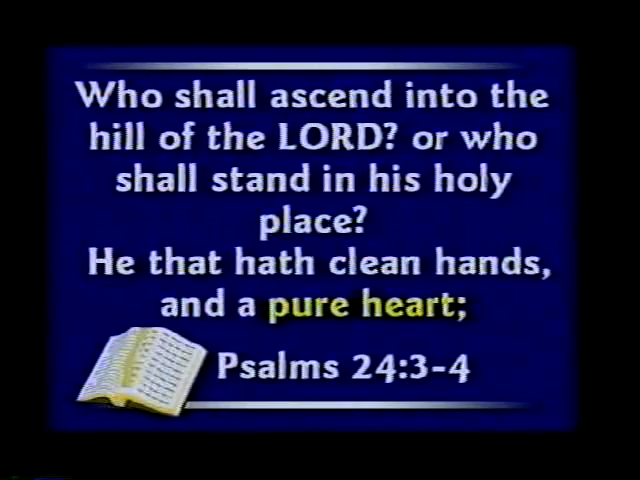 Who shall ascend into the
hill of the LORD? or who
shall stand in his holy
place?
He that hath clean hands,
and a pure heart;
Psalms 24:3-4